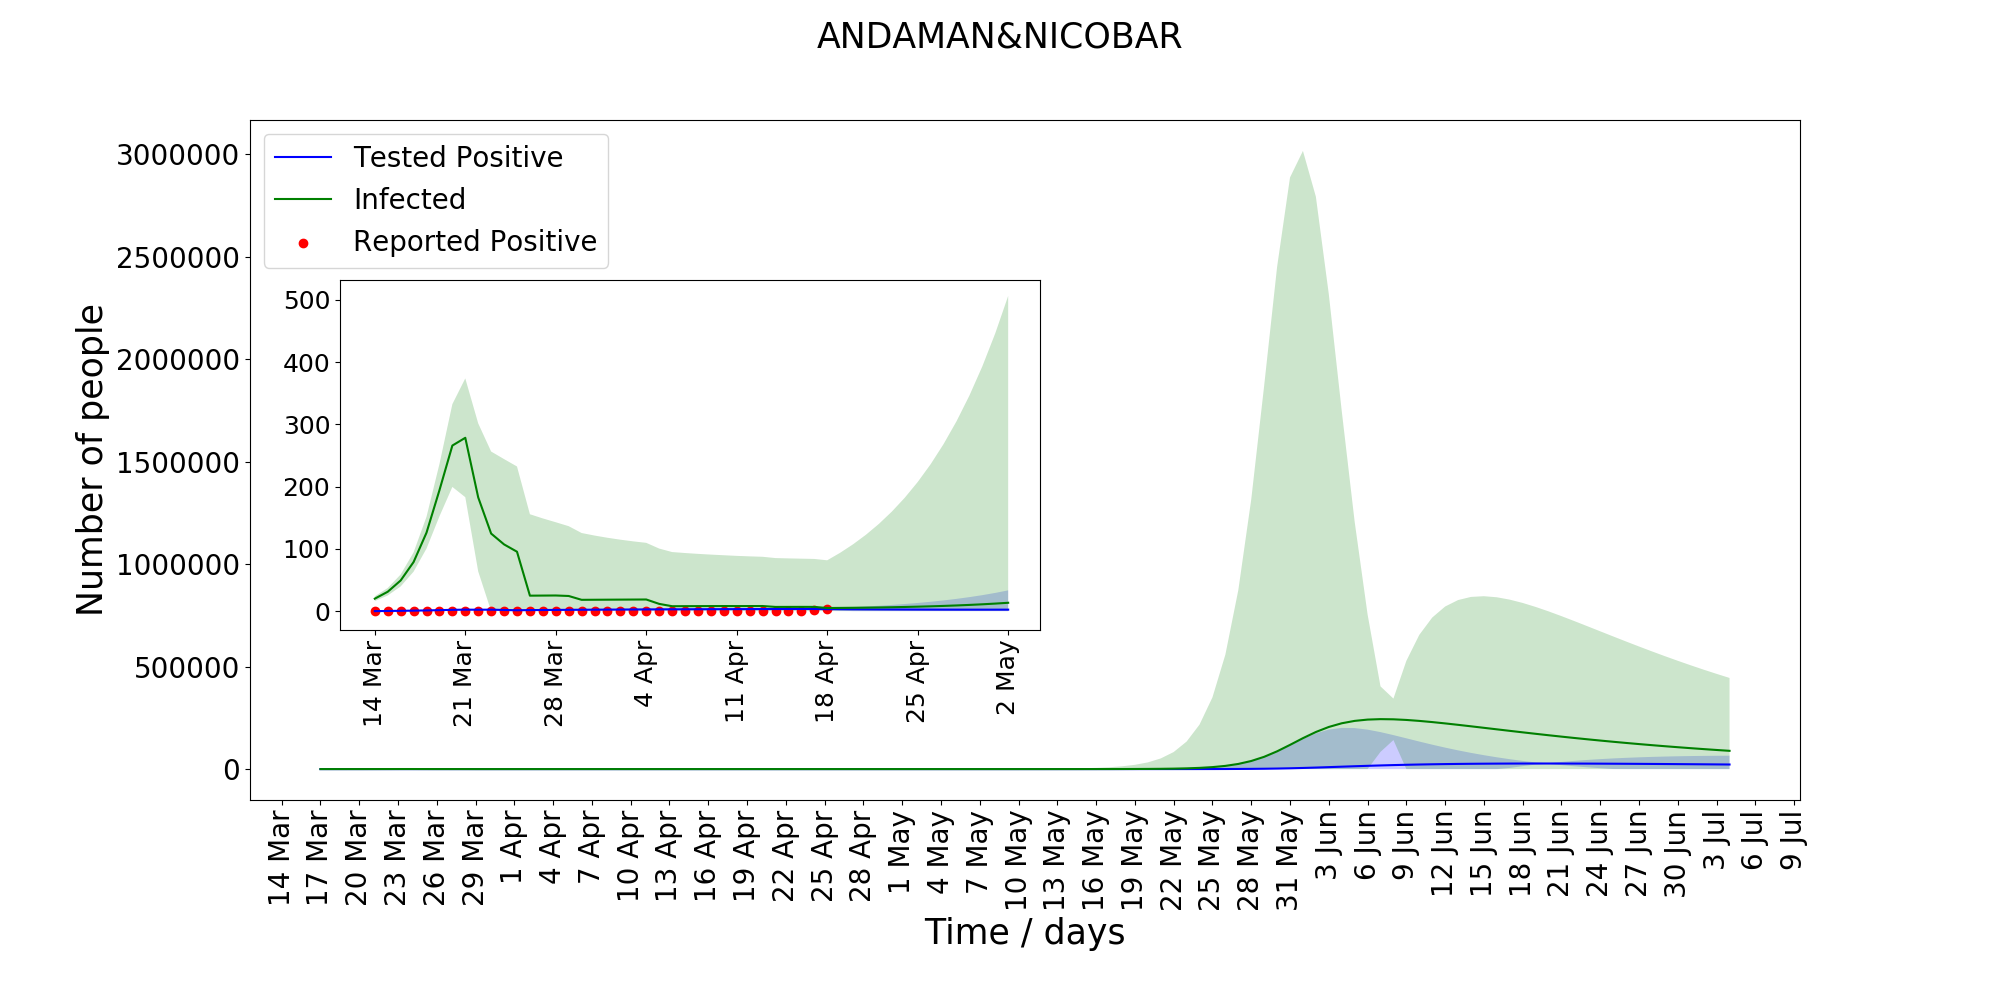 ANDAMAN&NICOBAR
Tested Positive
Infected
Reported Positive
Number of people
3000000
2500000
2000000
1500000
1000000
500000
0
500
400
300
200
100
0
14 Mar
21 Mar
28 Mar
4 Apr
11 Apr
18 Apr
25 Apr
2 May
14 Mar
17 Mar
20 Mar
23 Mar
26 Mar
29 Mar
1 Apr
4 Apr
7 Apr
10 Apr
13 Apr
16 Apr
19 Apr
22 Apr
25 Apr
28 Apr
1 May
4 May
7 May
10 May
13 May
16 May
19 May
22 May
25 May
28 May
31 May
3 Jun
6 Jun
9 Jun
12 Jun
15 Jun
18 Jun
21 Jun
24 Jun
27 Jun
30 Jun
3 Jul
6 Jul
9 Jul
Time / days